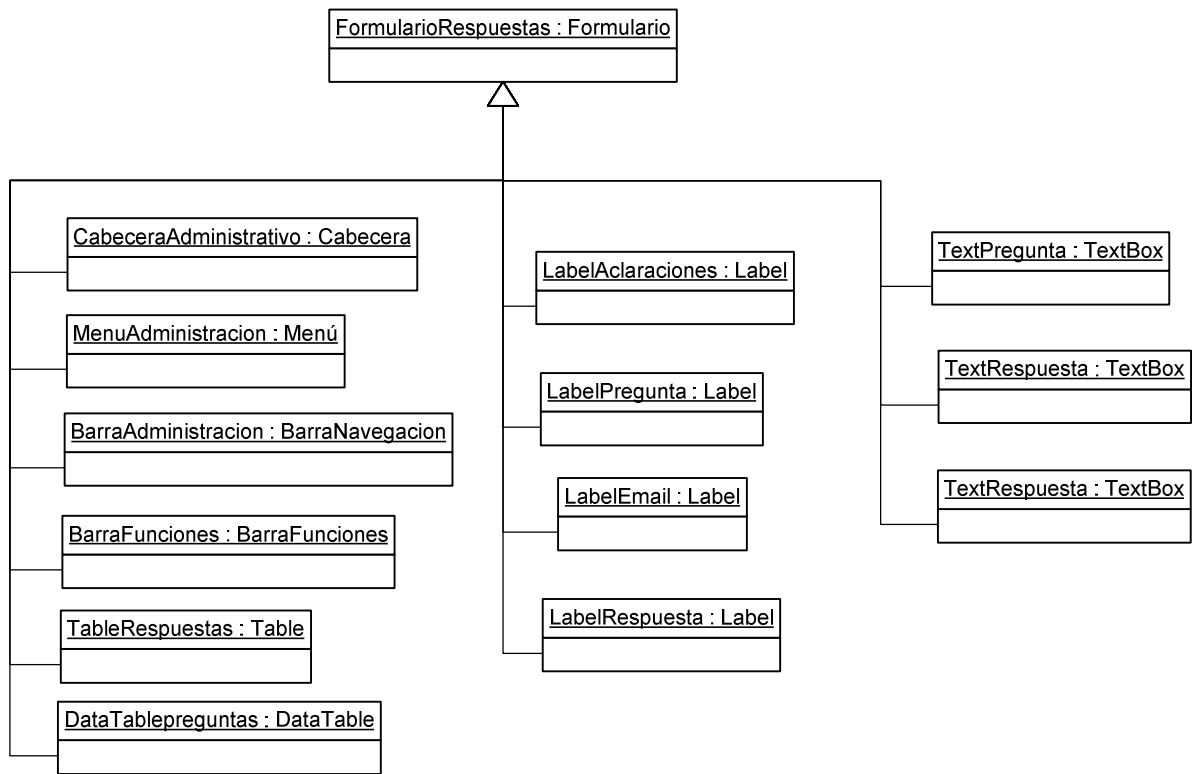 FormularioRespuestas : Formulario
CabeceraAdministrativo : Cabecera
MenuAdministracion : Menú
BarraAdministracion : BarraNavegacion
BarraFunciones : BarraFunciones
TableRespuestas : Table
DataTablepreguntas : DataTable
LabelAclaraciones : Label
LabelPregunta : Label
LabelEmail : Label
LabelRespuesta : Label
TextPregunta : TextBox
TextRespuesta : TextBox
TextRespuesta : TextBox